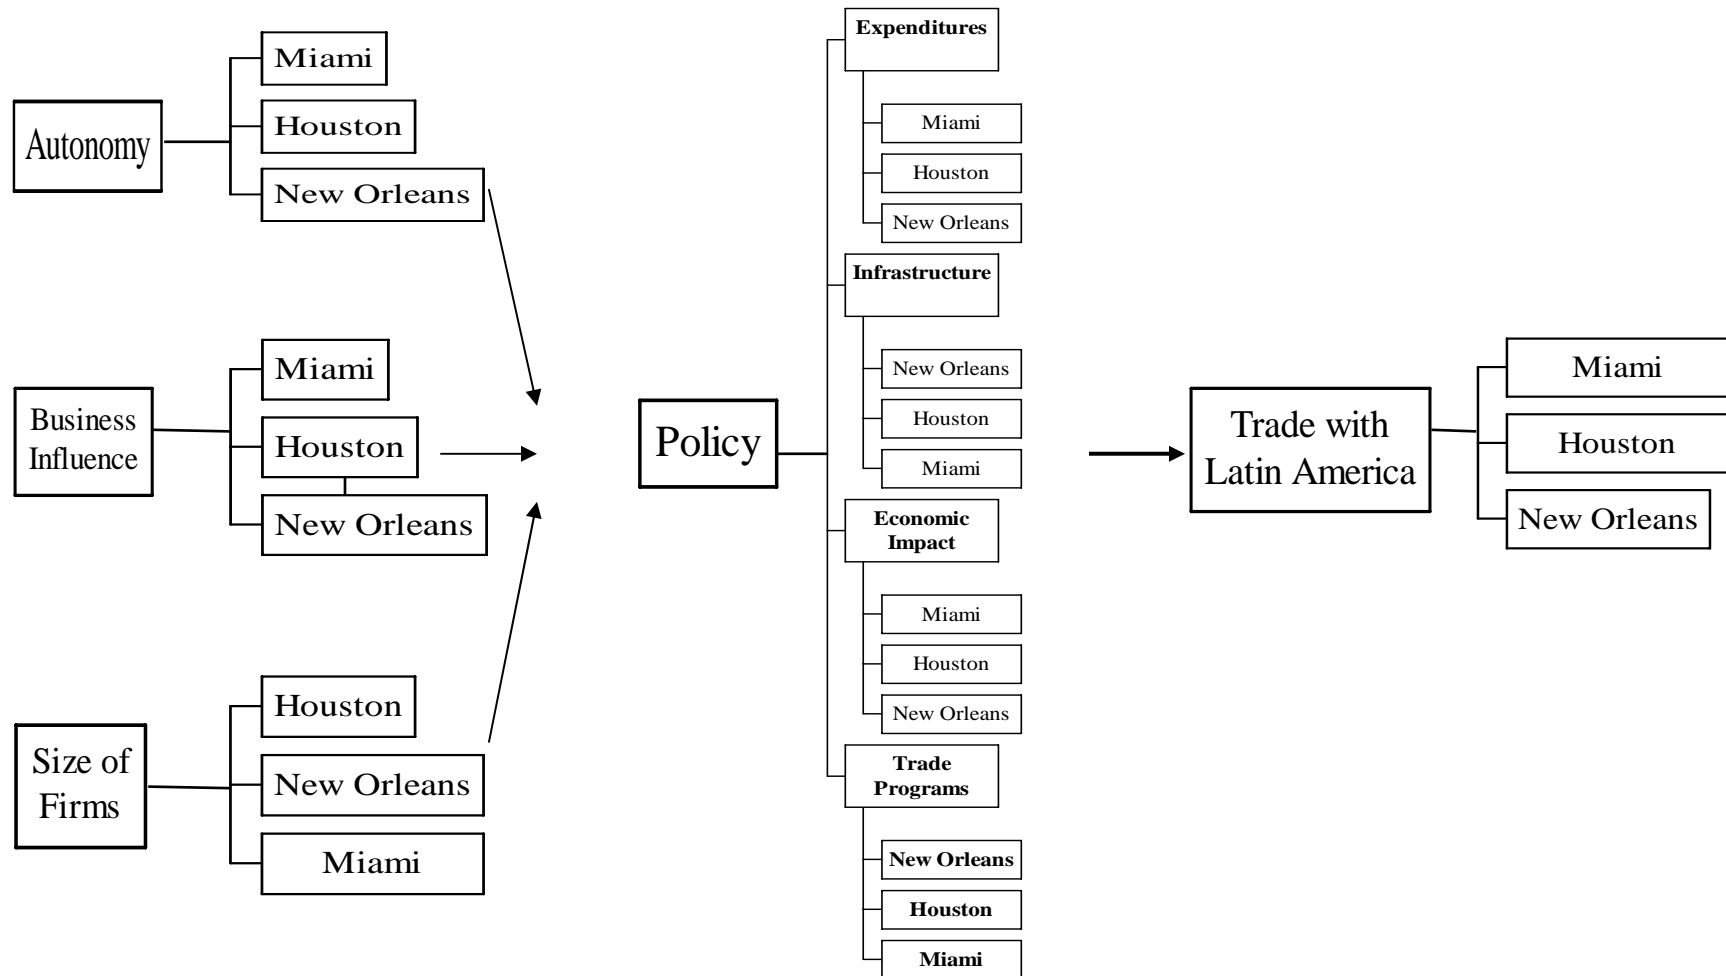 Autonomy
Miami
Houston
New Orleans
Business
Influence
Miami
Houston
New Orleans
Size of
Firms
Houston
New Orleans
Miami
Policy
Expenditures
Miami
Houston
New Orleans
Infrastructure
New Orleans
Houston
Miami
Economic
Impact
Miami
Houston
New Orleans
Trade
Programs
New Orleans
Houston
Miami
Trade with
Latin America
Miami
Houston
New Orleans